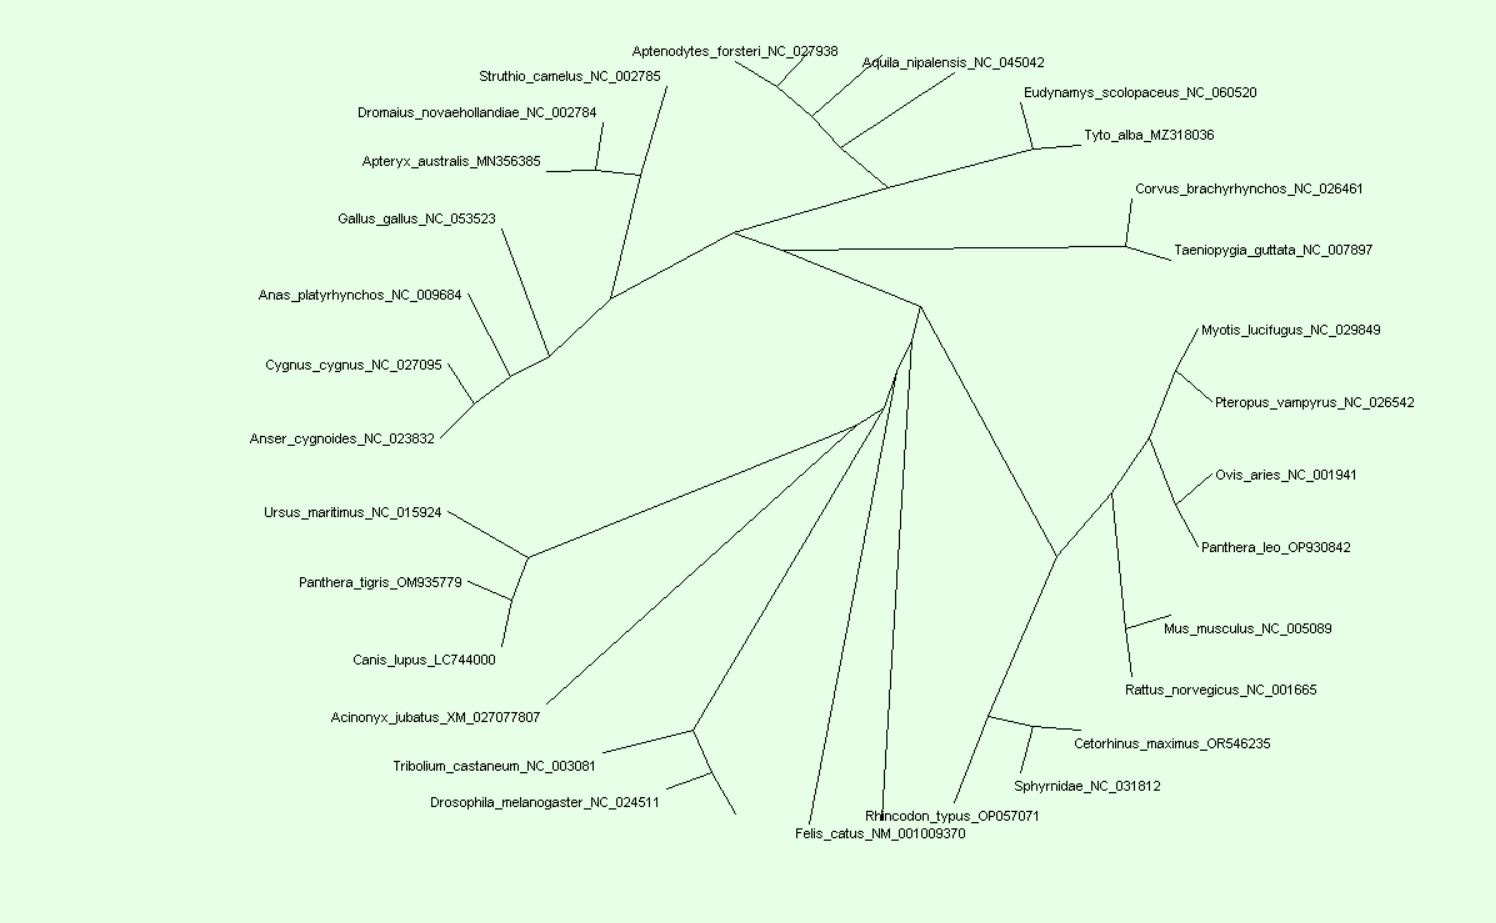 Aptenodytes_forsteri_NC_027938
Aquila_nipalensis_NC_045042
Struthio_camelus_NC_002785
Eudynamys_scolopaceus_NC_060520
Dromaius_novaehollandiae_NC_002784
Tyto_alba_MZ318036
Apteryx_australis_MN356385
Corvus_brachyrhynchos_NC_026461
Gallus_gallus_NC_053523
Taeniopygia_guttata_NC_007897
Anas_platyrhynchos_NC_009684
Myotis_lucifugus_NC_029849
Cygnus_cygnus_NC_027095
Pteropus_vampyrus_NC_026542
Anser_cygnoides_NC_023832
Ovis_aries_NC_001941
Ursus_maritimus_NC_015924
Panthera_leo_OP930842
Panthera_tigris_OM935779
Mus_musculus_NC_005089
Canis_lupus_LC744000
Rattus_norvegicus_NC_001665
Acinonyx_jubatus_XM_027077807
Cetorhinus_maximus_OR546235
Tribolium_castaneum_NC_003081
Sphyrnidae_NC_031812
Drosophila_melanogaster_NC_024511
Rhincodon_typus_OP057071
Felis_catus_NM_001009370